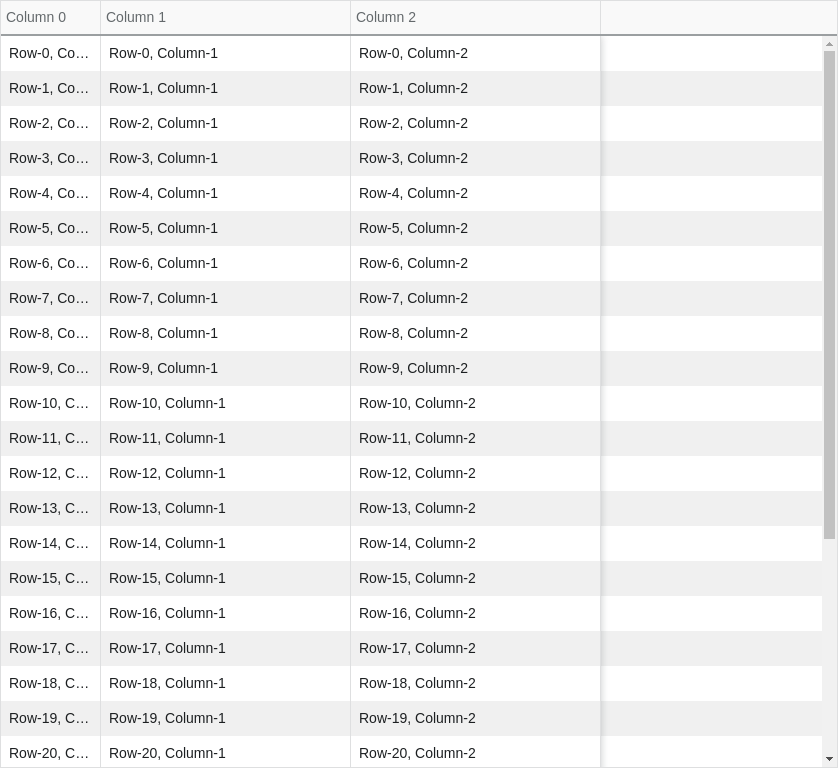 Column 0 Column 1 Column 2
Row-0, Co… Row-0, Column-1 Row-0, Column-2
Row-1, Co… Row-1, Column-1 Row-1, Column-2
Row-2, Co… Row-2, Column-1 Row-2, Column-2
Row-3, Co… Row-3, Column-1 Row-3, Column-2
Row-4, Co… Row-4, Column-1 Row-4, Column-2
Row-5, Co… Row-5, Column-1 Row-5, Column-2
Row-6, Co… Row-6, Column-1 Row-6, Column-2
Row-7, Co… Row-7, Column-1 Row-7, Column-2
Row-8, Co… Row-8, Column-1 Row-8, Column-2
Row-9, Co… Row-9, Column-1 Row-9, Column-2
Row-10, C… Row-10, Column-1 Row-10, Column-2
Row-11, C… Row-11, Column-1 Row-11, Column-2
Row-12, C… Row-12, Column-1 Row-12, Column-2
Row-13, C… Row-13, Column-1 Row-13, Column-2
Row-14, C… Row-14, Column-1 Row-14, Column-2
Row-15, C… Row-15, Column-1 Row-15, Column-2
Row-16, C… Row-16, Column-1 Row-16, Column-2
Row-17, C… Row-17, Column-1 Row-17, Column-2
Row-18, C… Row-18, Column-1 Row-18, Column-2
Row-19, C… Row-19, Column-1 Row-19, Column-2
Row-20, C… Row-20, Column-1 Row-20, Column-2